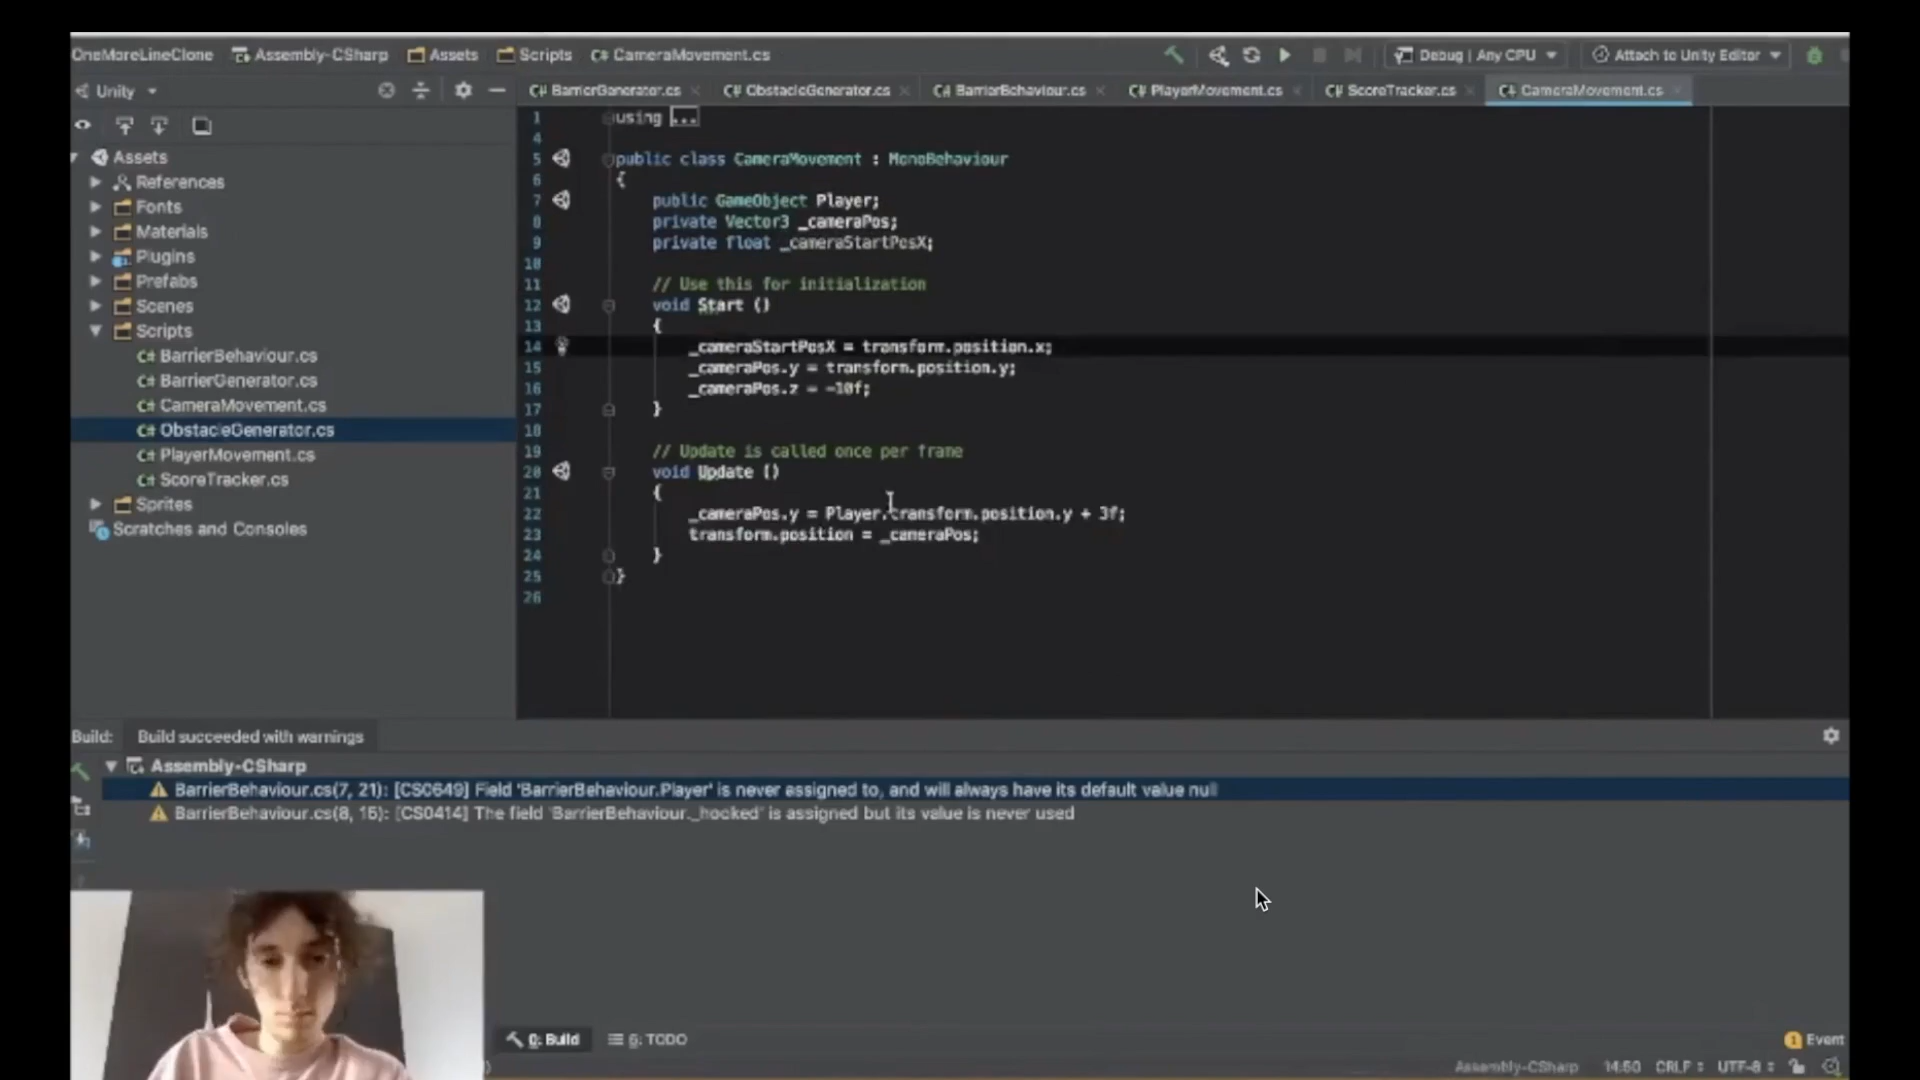 OneMoreLineClone Assembly-CSharp Assets Scripts C# CameraMovement.cs Debug | Any CPU Attach to Unity Editor
Unity
C# BarrierGenerator.cs C# ObstacleGenerator.cs C# BarrierBehaviour.cs C# PlayerMovement.cs C# ScoreTracker.cs C# CameraMovement.cs
Assets
References
Fonts
Materials
Plugins
Prefabs
Scenes
Scripts
C# BarrierBehaviour.cs
C# BarrierGenerator.cs
C# CameraMovement.cs
C# ObstacleGenerator.cs
C# PlayerMovement.cs
C# ScoreTracker.cs
Sprites
Scratches and Consoles
1 using ...
4
5 public class CameraMovement : MonoBehaviour
6 {
7 public GameObject Player;
8 private Vector3 _cameraPos;
9 private float _cameraStartPosX;
10
11 // Use this for initialization
12 void Start ()
13 {
14 _cameraStartPosX = transform.position.x;
15 _cameraPos.y = transform.position.y;
16 _cameraPos.z = -10f;
17 }
18
19 // Update is called once per frame
20 void Update ()
21 {
22 _cameraPos.y = Player.transform.position.y + 3f;
23 transform.position = _cameraPos;
24 }
25 }
26
Build: Build succeeded with warnings
Assembly-CSharp
BarrierBehaviour.cs(7, 21): [CS0649] Field 'BarrierBehaviour.Player' is never assigned to, and will always have its default value null
BarrierBehaviour.cs(8, 15): [CS0414] The field 'BarrierBehaviour._hooked' is assigned but its value is never used
0: Build 6: TODO
1 Event
Assembly-CSharp 14:50 CRLF UTF-8